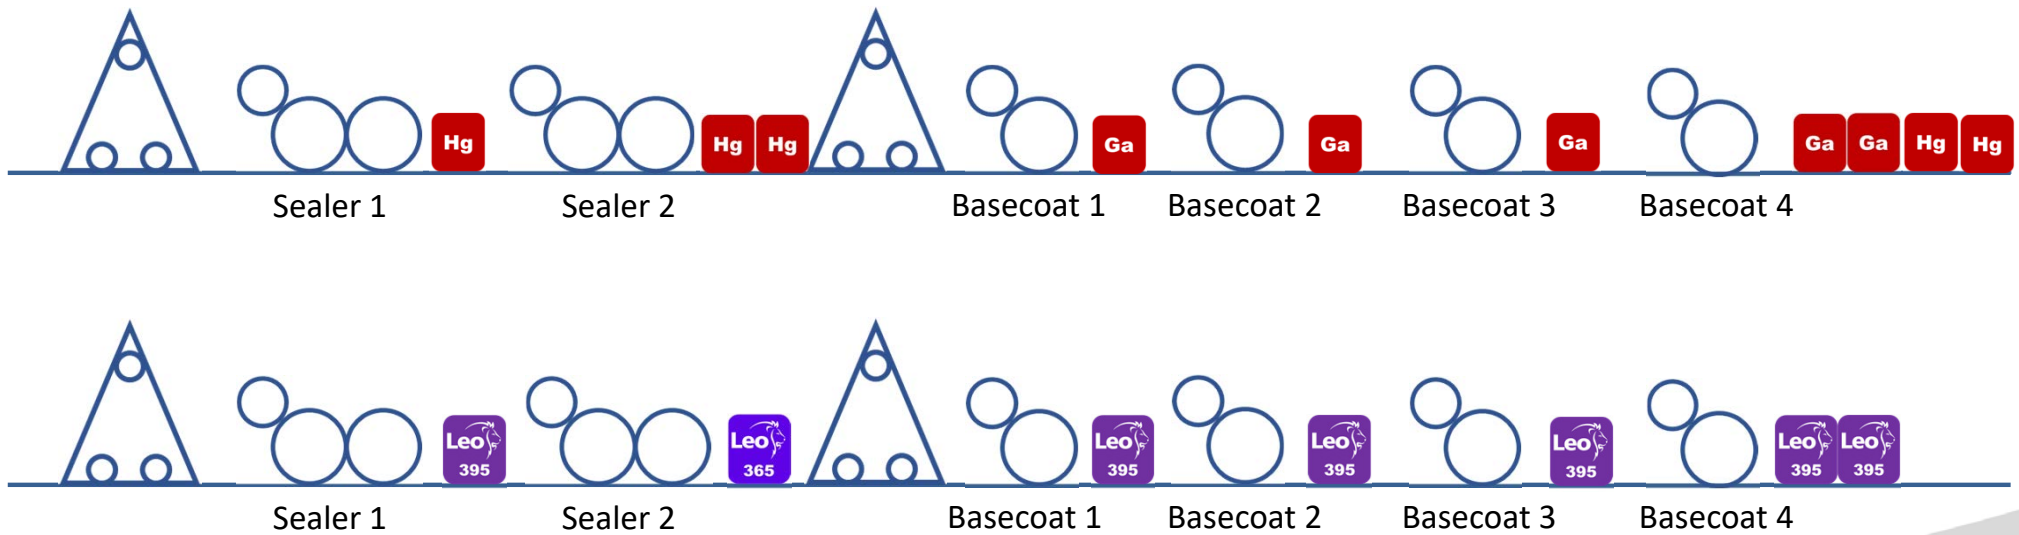 Hg
Hg Hg
Ga
Ga
Ga
Ga Ga Hg Hg
Sealer 1
Sealer 2
Basecoat 1
Basecoat 2
Basecoat 3
Basecoat 4
Leo
395
Leo
365
Leo
395
Leo
395
Leo
395
Leo
395
Leo
395
Sealer 1
Sealer 2
Basecoat 1
Basecoat 2
Basecoat 3
Basecoat 4